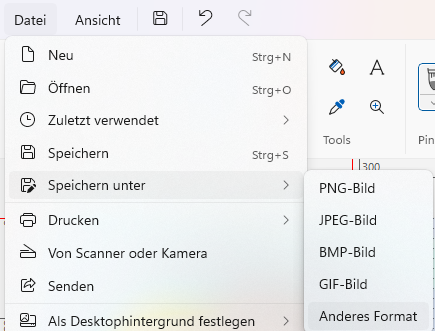 Datei Ansicht
Neu Strg+N
Öffnen Strg+O
Zuletzt verwendet
Speichern Strg+S
Speichern unter
Drucken
Von Scanner oder Kamera
Senden
Als Desktophintergrund festlegen
A
Tools
Pin
300
PNG-Bild
JPEG-Bild
BMP-Bild
GIF-Bild
Anderes Format